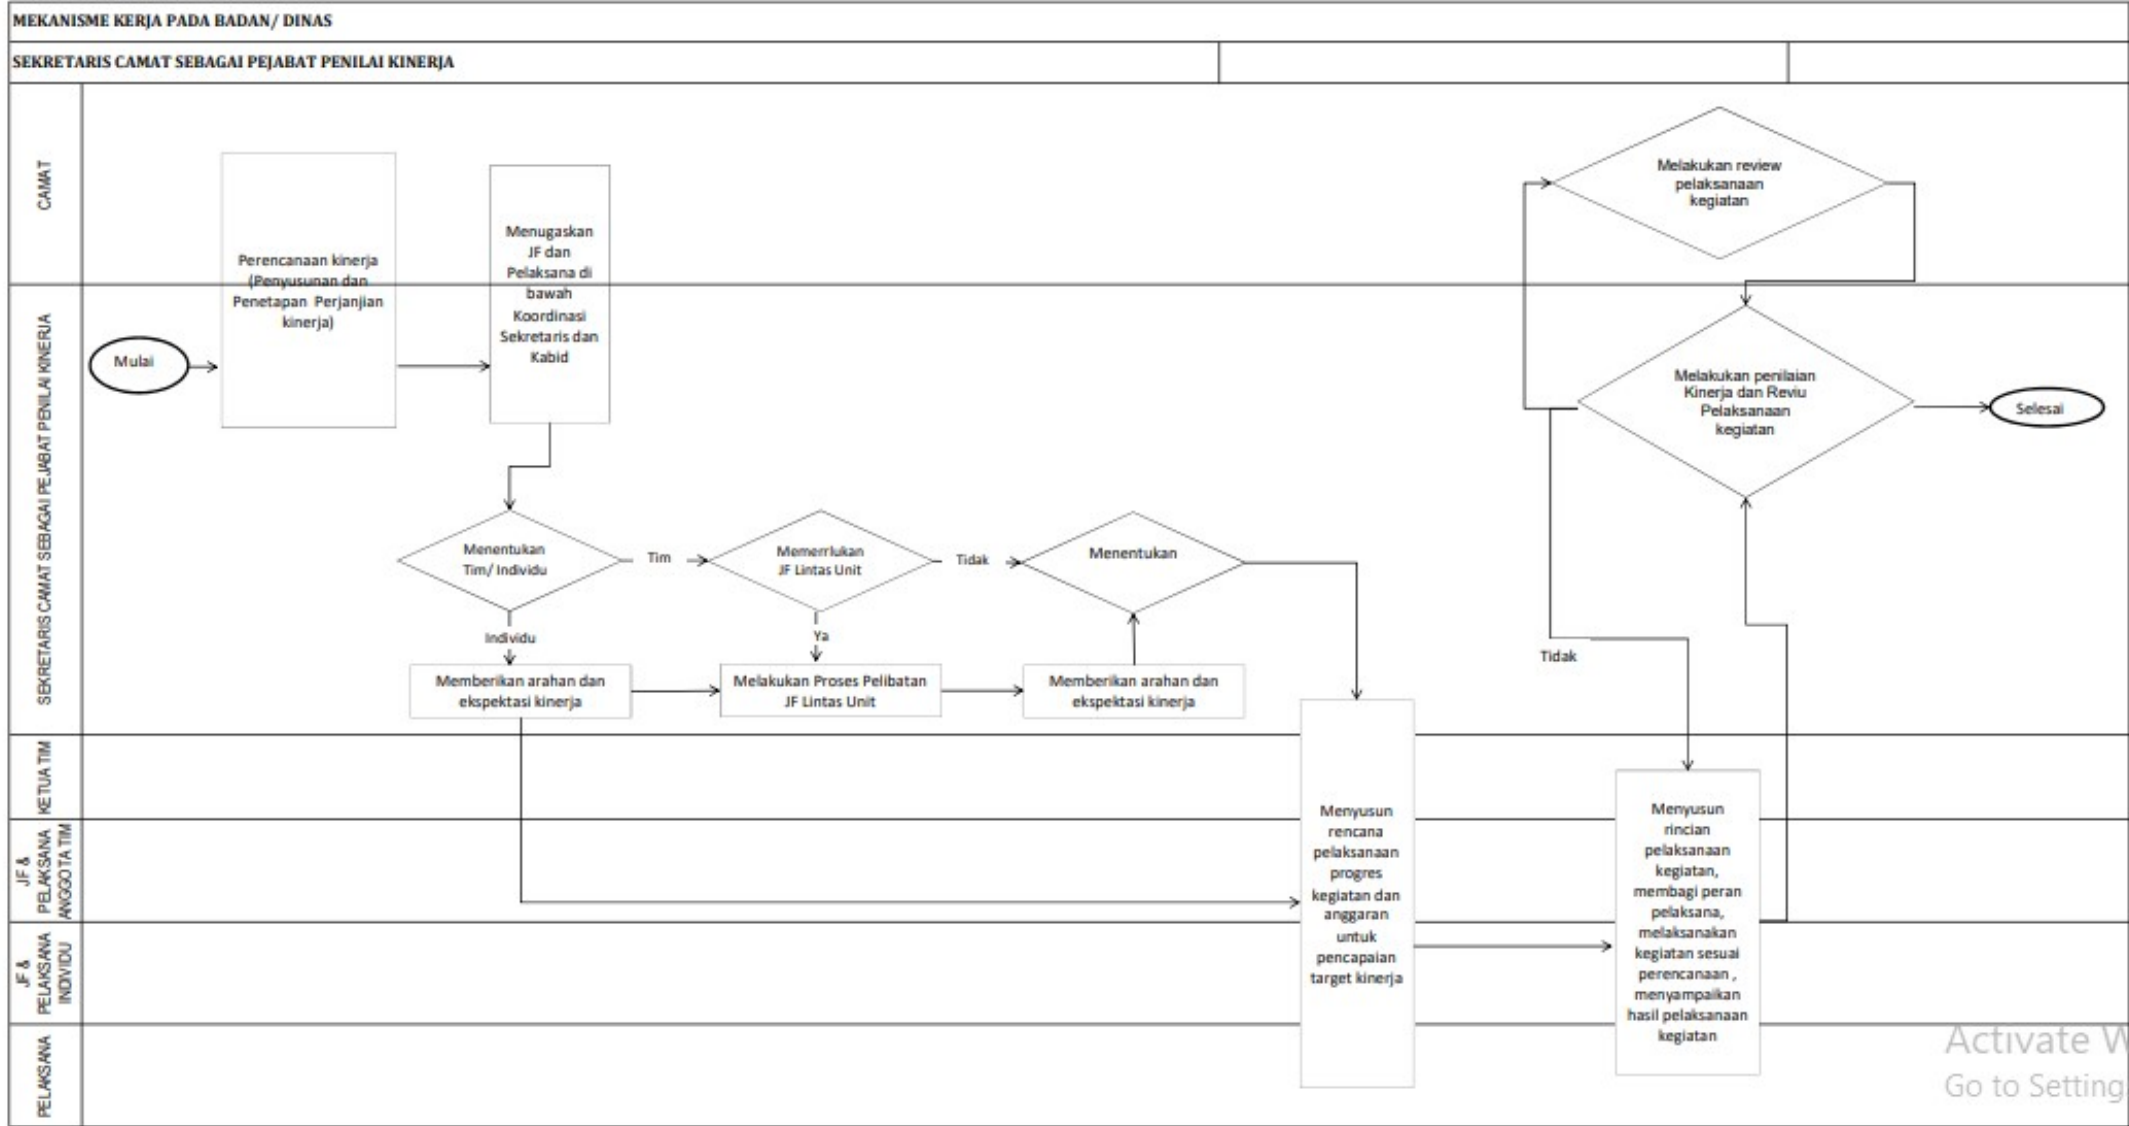 MEKANISME KERJA PADA BADAN/ DINAS
SEKRETARIS CAMAT SEBAGAI PEJABAT PENILAI KINERJA
CAMAT
Perencanaan kinerja
(Penyusunan dan
Penetapan Perjanjian
kinerja)
Menugaskan
JF dan
Pelaksana di
bawah
Koordinasi
Sekretaris dan
Kabid
Melakukan review
pelaksanaan
kegiatan
SEKRETARIS CAMAT SEBAGAI PEJABAT PENILAI KINERJA
Mulai
Melakukan penilaian
Kinerja dan Reviu
Pelaksanaan
kegiatan
Selesai
Menentukan
Tim/ Individu
Tim
Memerrlukan
JF Lintas Unit
Tidak
Menentukan
Individu
Ya
Tidak
Memberikan arahan dan
ekspektasi kinerja
Melakukan Proses Pelibatan
JF Lintas Unit
Memberikan arahan dan
ekspektasi kinerja
KETUA TIM
JF &
PELAKSANA
ANGGOTA TIM
JF &
PELAKSANA
INDIVIDU
PELAKSANA
Menyusun
rencana
pelaksanaan
progres
kegiatan dan
anggaran
untuk
pencapaian
target kinerja
Menyusun
rincian
pelaksanaan
kegiatan,
membagi peran
pelaksana,
melaksanakan
kegiatan sesuai
perencanaan ,
menyampaikan
hasil pelaksanaan
kegiatan
Activate W
Go to Setting